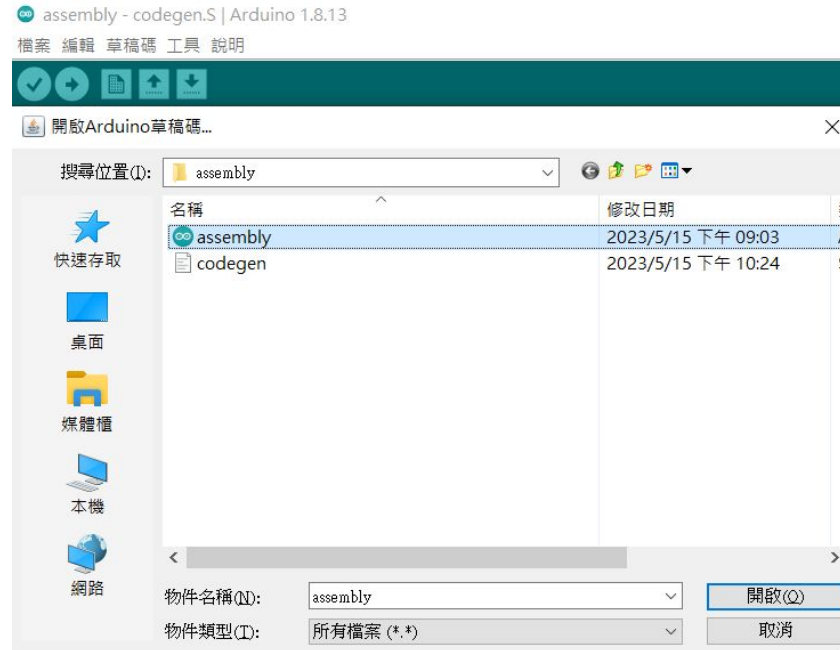 assembly - codegen.S | Arduino 1.8.13
檔案 編輯 草稿碼 工具 說明
開啟Arduino草稿碼...
搜尋位置(I): assembly
名稱 修改日期
assembly 2023/5/15 下午 09:03
codegen 2023/5/15 下午 10:24
快速存取
桌面
媒體櫃
本機
網路
物件名稱(N): assembly 開啟(O)
物件類型(T): 所有檔案 (*.*) 取消